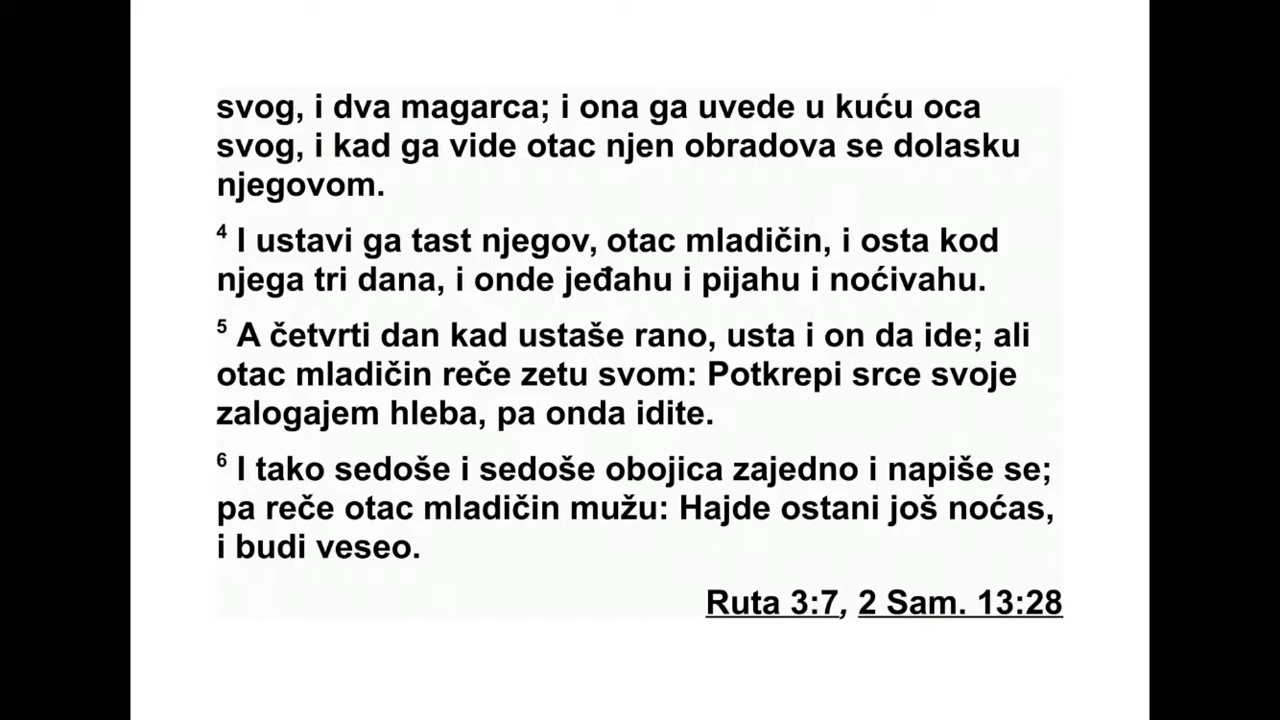 svog, i dva magarca; i ona ga uvede u kuću oca
svog, i kad ga vide otac njen obradova se dolasku
njegovom.
4 I ustavi ga tast njegov, otac mladičin, i osta kod
njega tri dana, i onde jeđahu i pijahu i noćivahu.
5 A četvrti dan kad ustaše rano, usta i on da ide; ali
otac mladičin reče zetu svom: Potkrepi srce svoje
zalogajem hleba, pa onda idite.
6 I tako sedoše i sedoše obojica zajedno i napiše se;
pa reče otac mladičin mužu: Hajde ostani još noćas,
i budi veseo.
Ruta 3:7, 2 Sam. 13:28